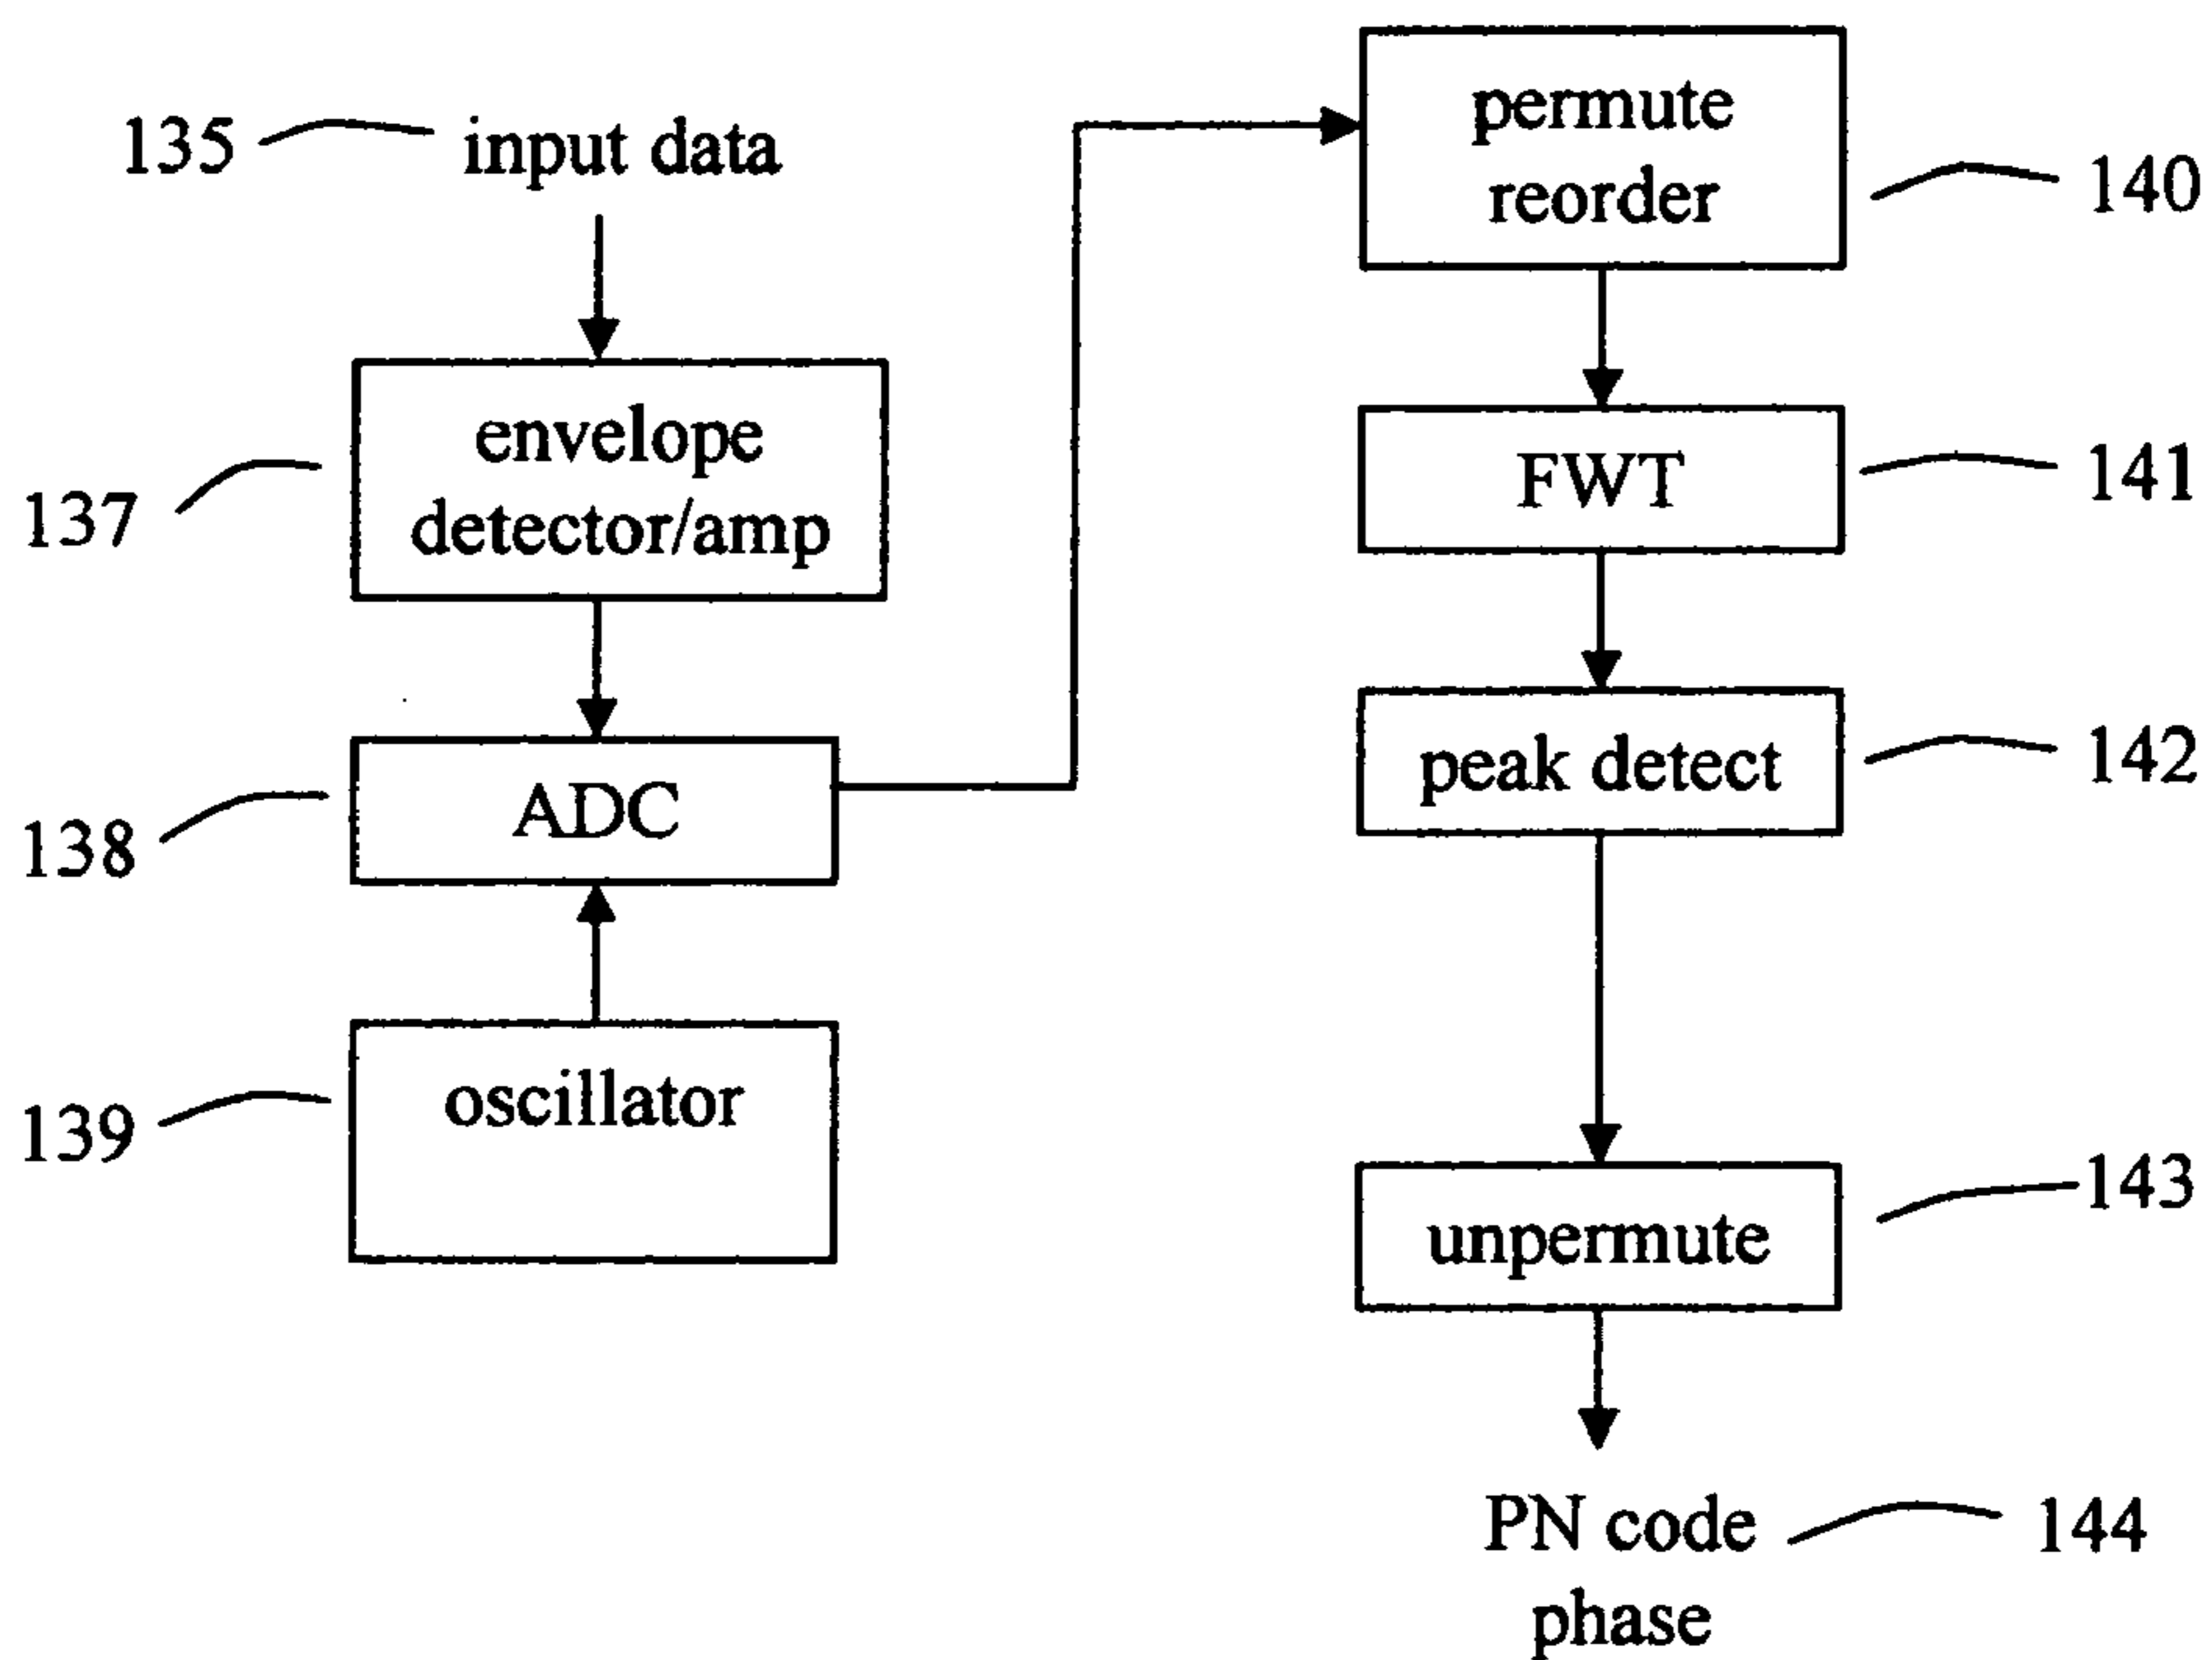 135
input data
137
envelope
detector/amp
138
ADC
139
oscillator
permute
reorder
140
FWT
141
peak detect
142
unpermute
143
PN code
phase
144